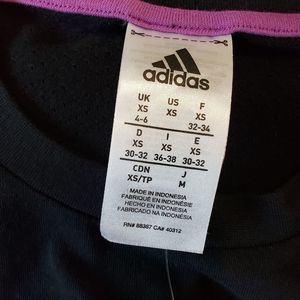 adidas
UK US F
XS XS XS
4-6 32-34
D I E
XS XS XS
30-32 36-38 30-32
CDN J
XS/TP M
MADE IN INDONESIA
FABRIQUÉ EN INDONÉSIE
HECHO EN INDONESIA
FABRICADO NA INDONÉSIA
RN# 88387 CA# 40312